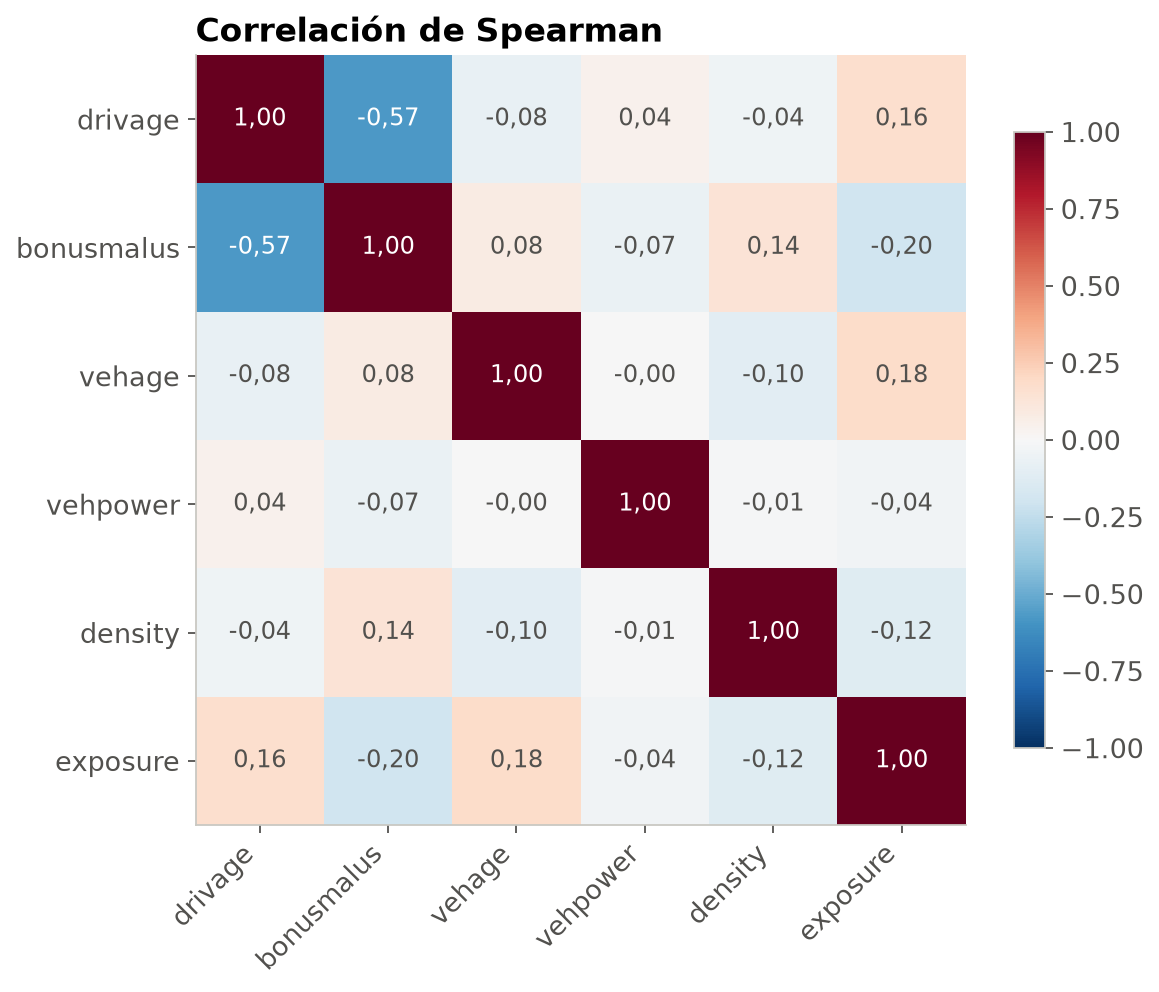 Correlación de Spearman
drivage 1,00 -0,57 -0,08 0,04 -0,04 0,16
bonusmalus -0,57 1,00 0,08 -0,07 0,14 -0,20
vehage -0,08 0,08 1,00 -0,00 -0,10 0,18
vehpower 0,04 -0,07 -0,00 1,00 -0,01 -0,04
density -0,04 0,14 -0,10 -0,01 1,00 -0,12
exposure 0,16 -0,20 0,18 -0,04 -0,12 1,00
drivage bonusmalus vehage vehpower density exposure
1.00
0.75
0.50
0.25
0.00
−0.25
−0.50
−0.75
−1.00